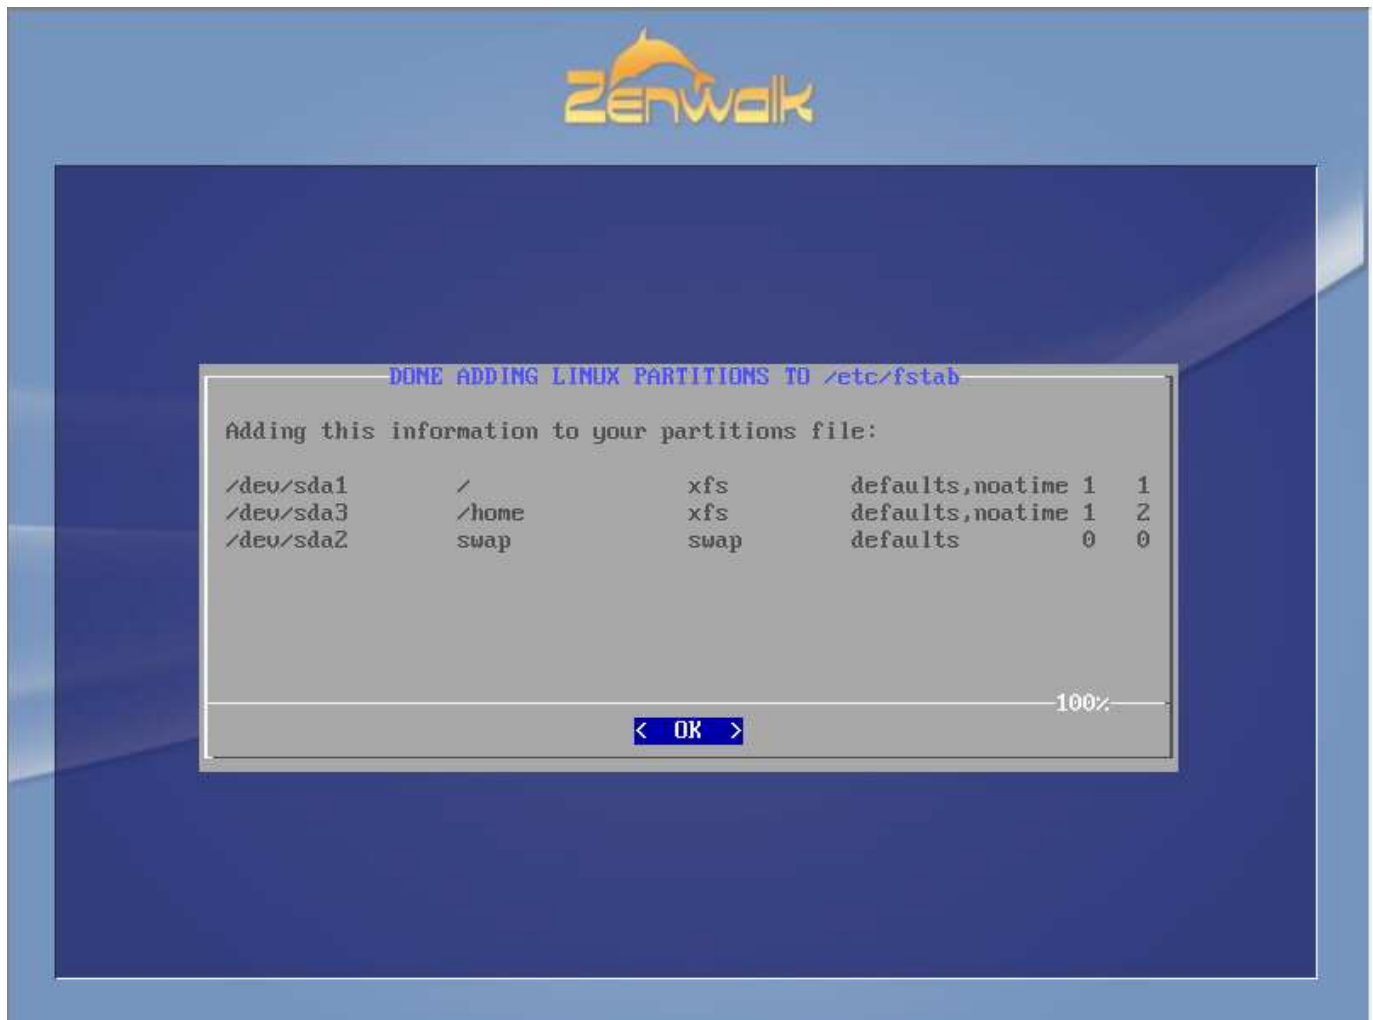 Zenwalk
DONE ADDING LINUX PARTITIONS TO /etc/fstab
Adding this information to your partitions file:
/dev/sda1 / xfs defaults,noatime 1 1
/dev/sda3 /home xfs defaults,noatime 1 2
/dev/sda2 swap swap defaults 0 0
100%
< OK >